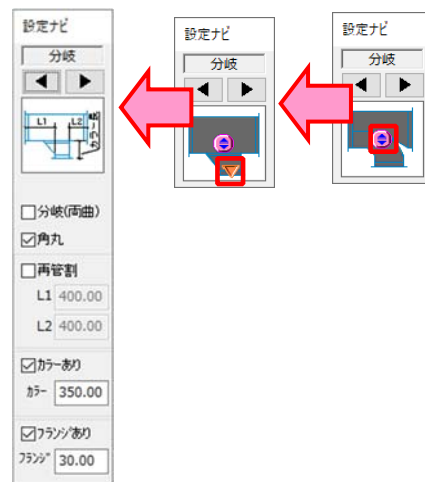 設定ナビ
分岐
L1
L2
カラー
□分岐(両曲)
☑角丸
□再管割
L1 400.00
L2 400.00
☑カラーあり
カラー 350.00
☑フランジあり
フランジ 30.00
設定ナビ
分岐
設定ナビ
分岐